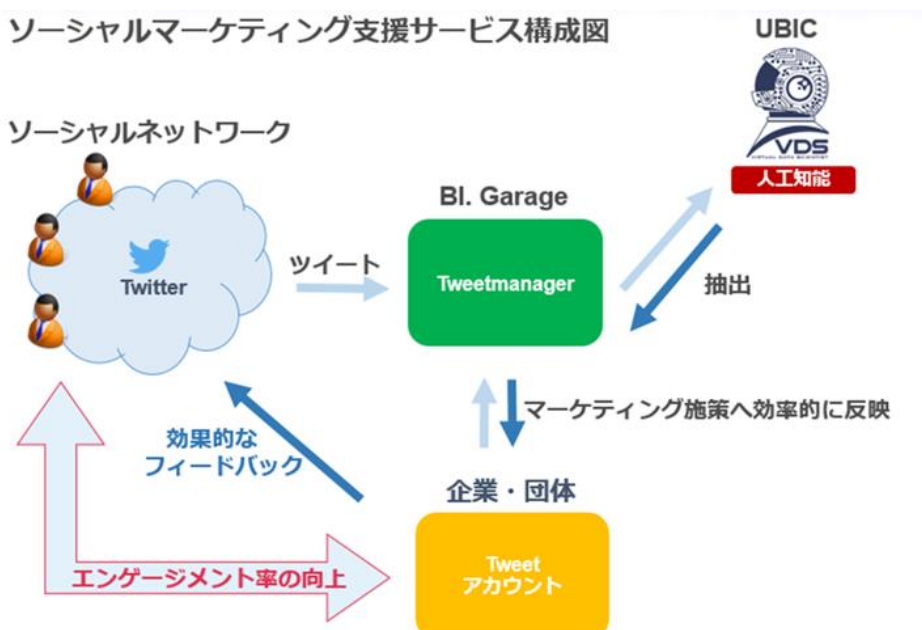 ソーシャルマーケティング支援サービス構成図
UBIC
VDS
VIRTUAL DATA SCIENTIST
人工知能
ソーシャルネットワーク
BI. Garage
Twitter
ツイート
Tweetmanager
抽出
マーケティング施策へ効率的に反映
効果的な
フィードバック
企業・団体
Tweet
アカウント
エンゲージメント率の向上